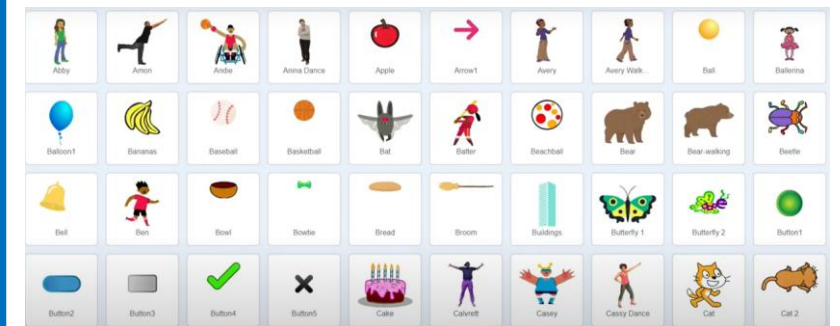 Abby Amon Andie Anina Dance Apple Arrow1 Avery Avery Walk... Ball Ballerina
Balloon1 Bananas Baseball Basketball Bat Batter Beachball Bear Bear-walking Beetle
Bell Ben Bowl Bowtie Bread Broom Buildings Butterfly 1 Butterfly 2 Button1
Button2 Button3 Button4 Button5 Cake Calvrett Casey Cassy Dance Cat Cat 2